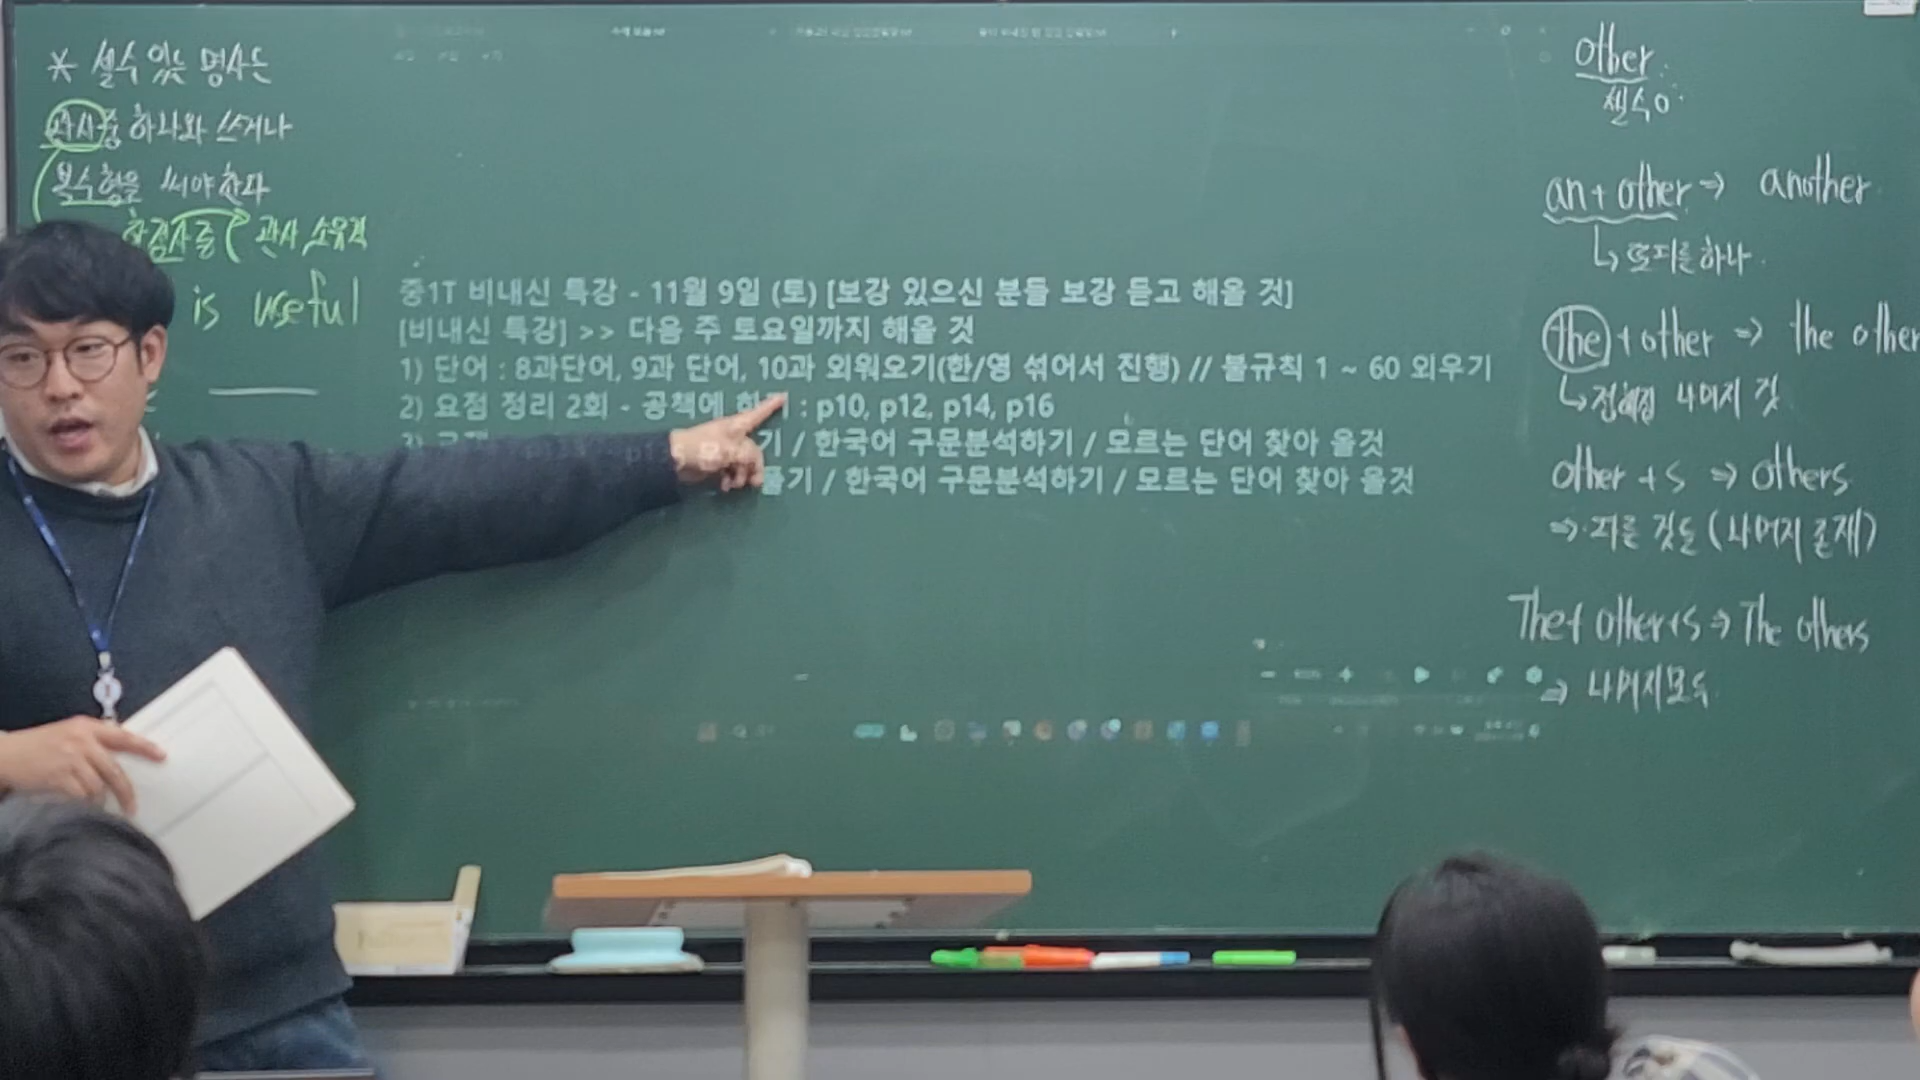 * 셀수 있는 명사는
관사중 하나와 쓰거나
복수형을 써야한다
한정사중 ( 관사, 소유격
is useful
중1T 비내신 특강 - 11월 9일 (토) [보강 있으신 분들 보강 듣고 해올 것]
[비내신 특강] >> 다음 주 토요일까지 해올 것
1) 단어 : 8과단어, 9과 단어, 10과 외워오기(한/영 섞어서 진행) // 불규칙 1 ~ 60 외우기
2) 요점 정리 2회 - 공책에 하기 : p10, p12, p14, p16
기 / 한국어 구문분석하기 / 모르는 단어 찾아 올것
풀기 / 한국어 구문분석하기 / 모르는 단어 찾아 올것
other
셀수o
an + other ⇒ another
↳ 또다른 하나
the + other ⇒ the other
↳ 정해진 나머지 것
other + s ⇒ others
⇒ 다른 것들 (나머지 존재)
The + other + s ⇒ The others
⇒ 나머지모두